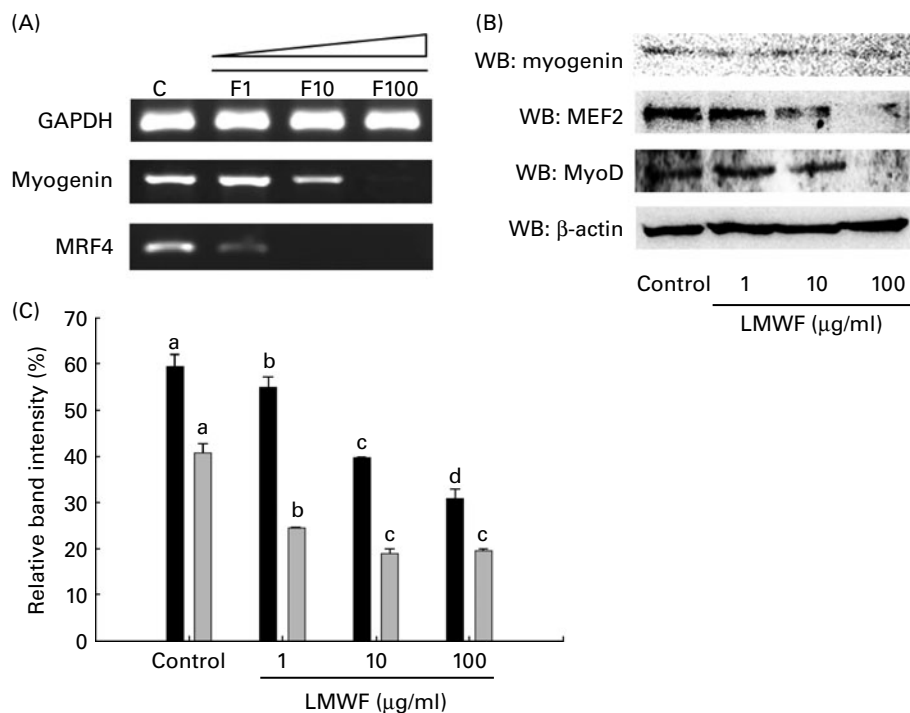 (A)
C F1 F10 F100
GAPDH
Myogenin
MRF4
(B)
WB: myogenin
WB: MEF2
WB: MyoD
WB: β-actin
Control 1 10 100
LMWF (μg/ml)
(C)
Relative band intensity (%)
70
60
50
40
30
20
10
0
a
a
b
b
c
c
d
c
Control 1 10 100
LMWF (μg/ml)